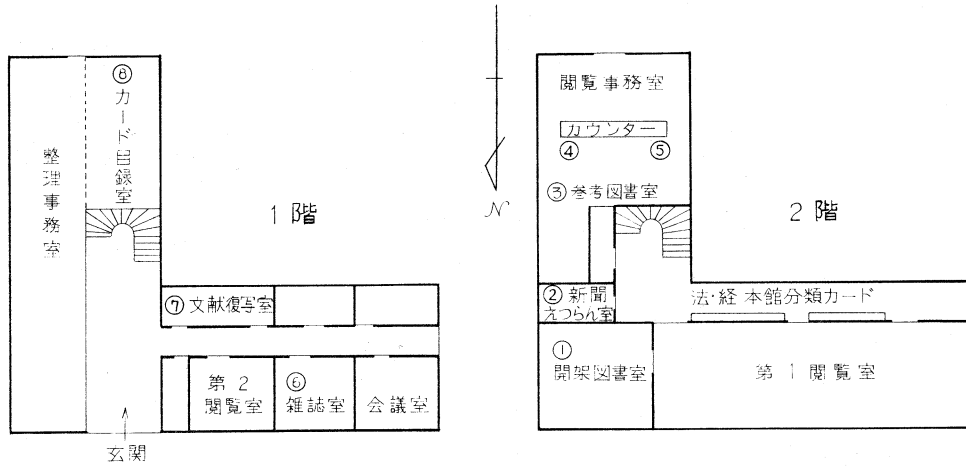 ⑧カード目録室
整理事務室
1階
⑦文献復写室
第2
閲覧室
⑥
雑誌室
会議室
玄関
N
閲覧事務室
カウンター
④
⑤
③参考図書室
2階
②新聞
えつらん室
法・経 本館分類カード
①
開架図書室
第1閲覧室